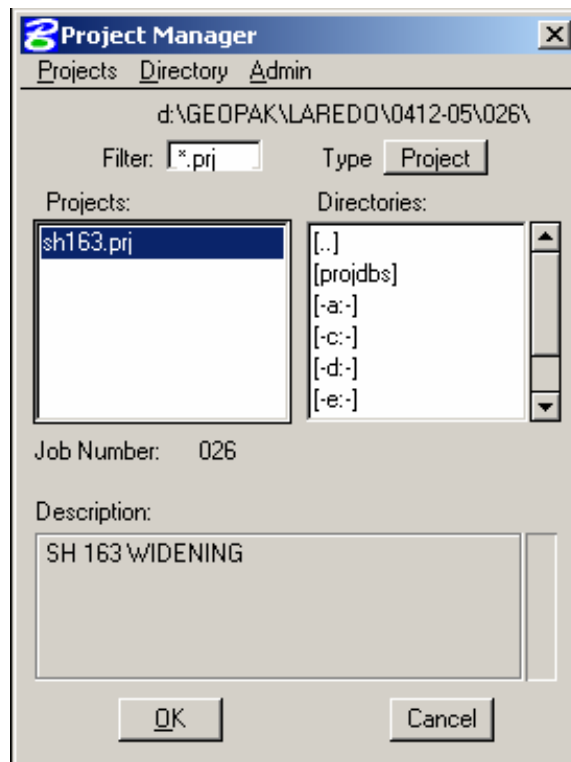 Project Manager
Projects Directory Admin
d:\GEOPAK\LAREDO\0412-05\026\
Filter: *.prj Type Project
Projects: Directories:
sh163.prj
[..]
[projdbs]
[-a:-]
[-c:-]
[-d:-]
[-e:-]
Job Number: 026
Description:
SH 163 WIDENING
OK Cancel